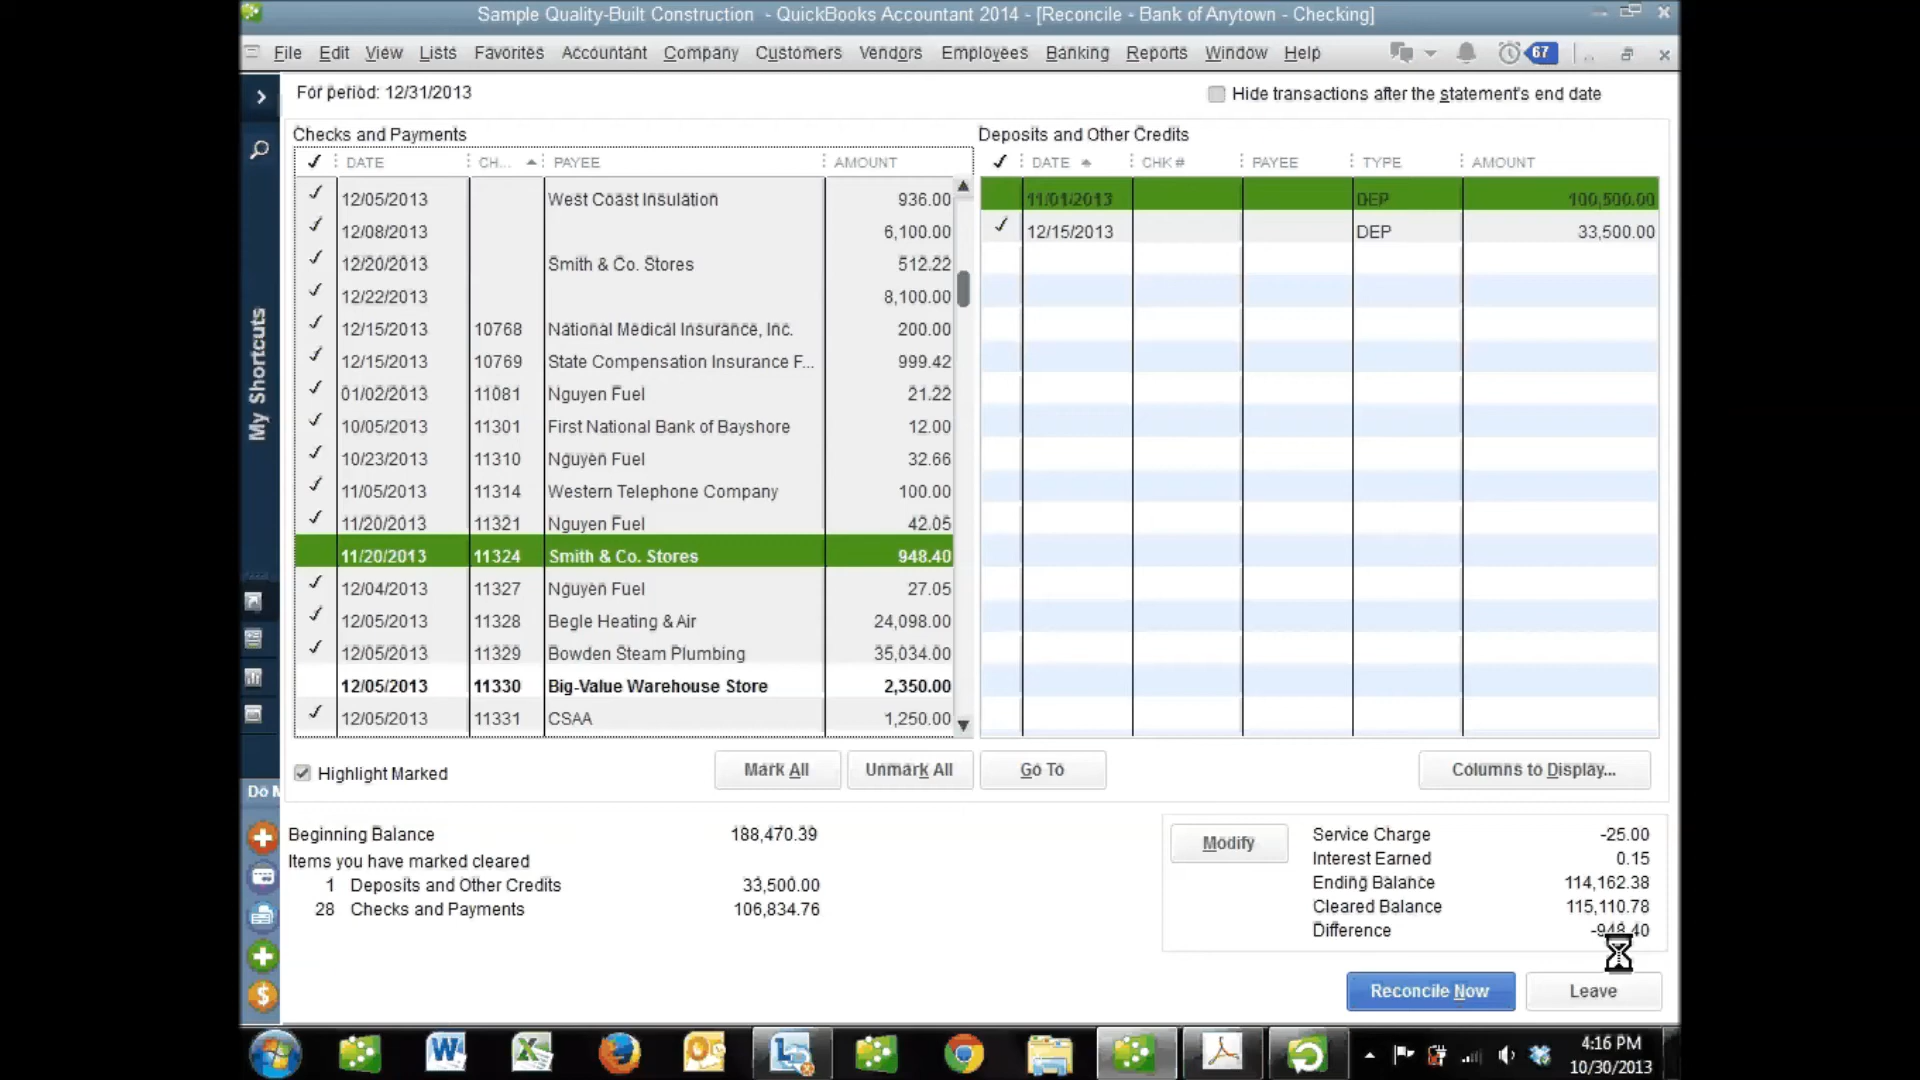 Sample Quality-Built Construction - QuickBooks Accountant 2014 - [Reconcile - Bank of Anytown - Checking]
File Edit View Lists Favorites Accountant Company Customers Vendors Employees Banking Reports Window Help 67
For period: 12/31/2013
Hide transactions after the statement's end date
Checks and Payments
DATE CH... PAYEE AMOUNT
12/05/2013 West Coast Insulation 936.00
12/08/2013 6,100.00
12/20/2013 Smith & Co. Stores 512.22
12/22/2013 8,100.00
12/15/2013 10768 National Medical Insurance, Inc. 200.00
12/15/2013 10769 State Compensation Insurance F... 999.42
01/02/2013 11081 Nguyen Fuel 21.22
10/05/2013 11301 First National Bank of Bayshore 12.00
10/23/2013 11310 Nguyen Fuel 32.66
11/05/2013 11314 Western Telephone Company 100.00
11/20/2013 11321 Nguyen Fuel 42.05
11/20/2013 11324 Smith & Co. Stores 948.40
12/04/2013 11327 Nguyen Fuel 27.05
12/05/2013 11328 Begle Heating & Air 24,098.00
12/05/2013 11329 Bowden Steam Plumbing 35,034.00
12/05/2013 11330 Big-Value Warehouse Store 2,350.00
12/05/2013 11331 CSAA 1,250.00
Deposits and Other Credits
DATE CHK # PAYEE TYPE AMOUNT
11/01/2013 DEP 100,500.00
12/15/2013 DEP 33,500.00
My Shortcuts
Do M
Highlight Marked
Mark All
Unmark All
Go To
Columns to Display...
Beginning Balance 188,470.39
Items you have marked cleared
1 Deposits and Other Credits 33,500.00
28 Checks and Payments 106,834.76
Modify
Service Charge -25.00
Interest Earned 0.15
Ending Balance 114,162.38
Cleared Balance 115,110.78
Difference -948.40
Reconcile Now
Leave
4:16 PM
10/30/2013